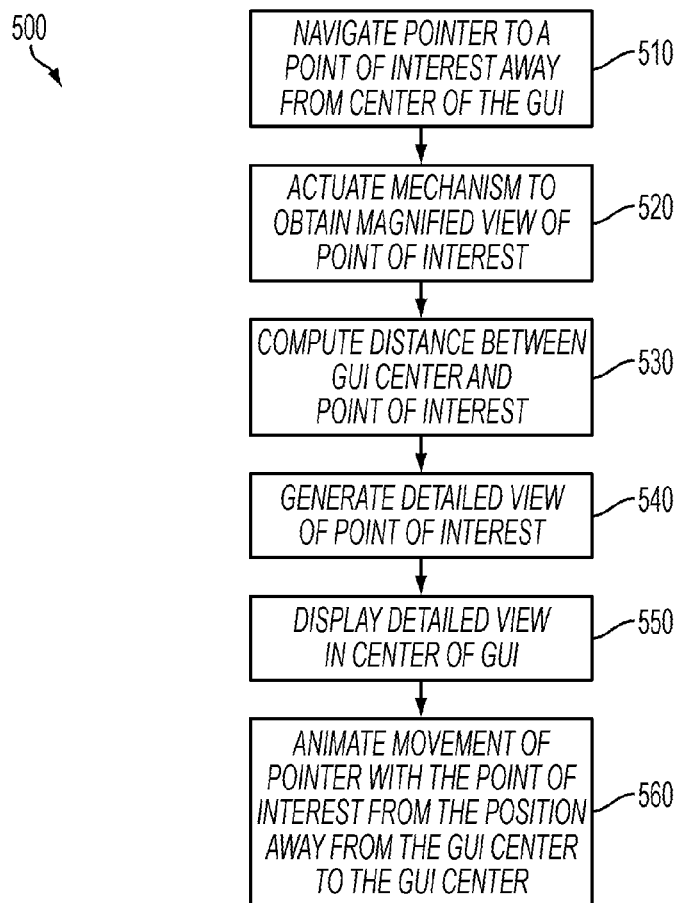 500
NAVIGATE POINTER TO A
POINT OF INTEREST AWAY
FROM CENTER OF THE GUI
510
ACTUATE MECHANISM TO
OBTAIN MAGNIFIED VIEW OF
POINT OF INTEREST
520
COMPUTE DISTANCE BETWEEN
GUI CENTER AND
POINT OF INTEREST
530
GENERATE DETAILED VIEW
OF POINT OF INTEREST
540
DISPLAY DETAILED VIEW
IN CENTER OF GUI
550
ANIMATE MOVEMENT OF
POINTER WITH THE POINT OF
INTEREST FROM THE POSITION
AWAY FROM THE GUI CENTER
TO THE GUI CENTER
560